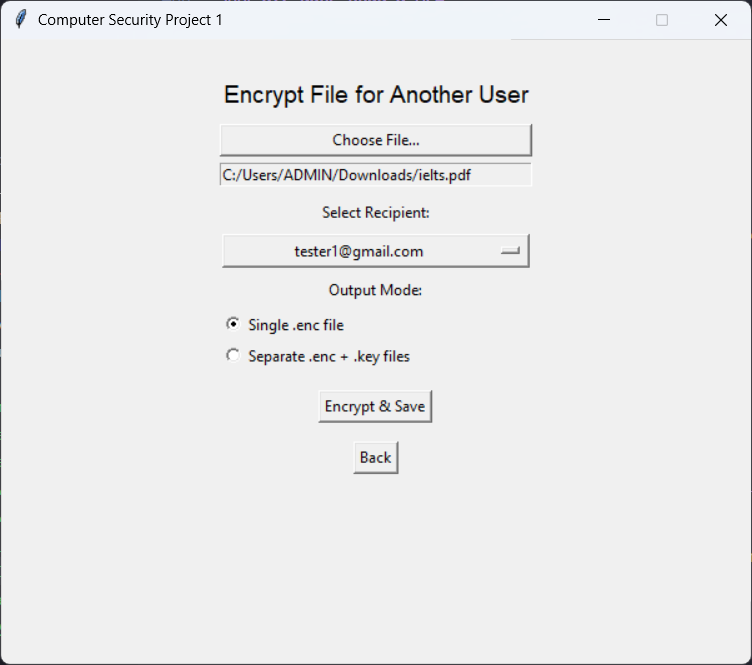 Computer Security Project 1
Encrypt File for Another User
Choose File...
C:/Users/ADMIN/Downloads/ielts.pdf
Select Recipient:
tester1@gmail.com
Output Mode:
Single .enc file
Separate .enc + .key files
Encrypt & Save
Back